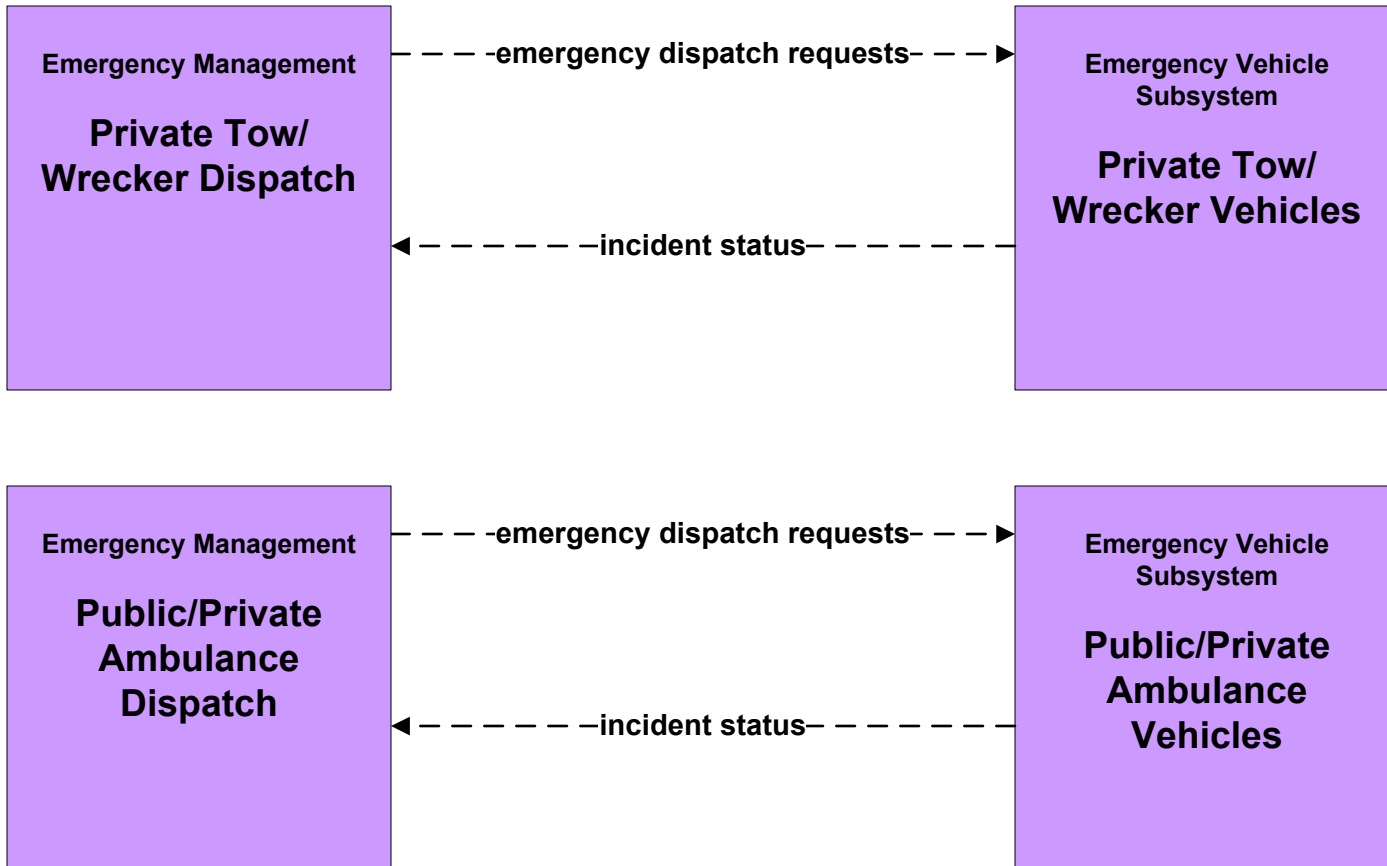 Emergency Management
Private Tow/
Wrecker Dispatch
emergency dispatch requests
incident status
Emergency Vehicle
Subsystem
Private Tow/
Wrecker Vehicles
Emergency Management
Public/Private
Ambulance
Dispatch
emergency dispatch requests
incident status
Emergency Vehicle
Subsystem
Public/Private
Ambulance
Vehicles